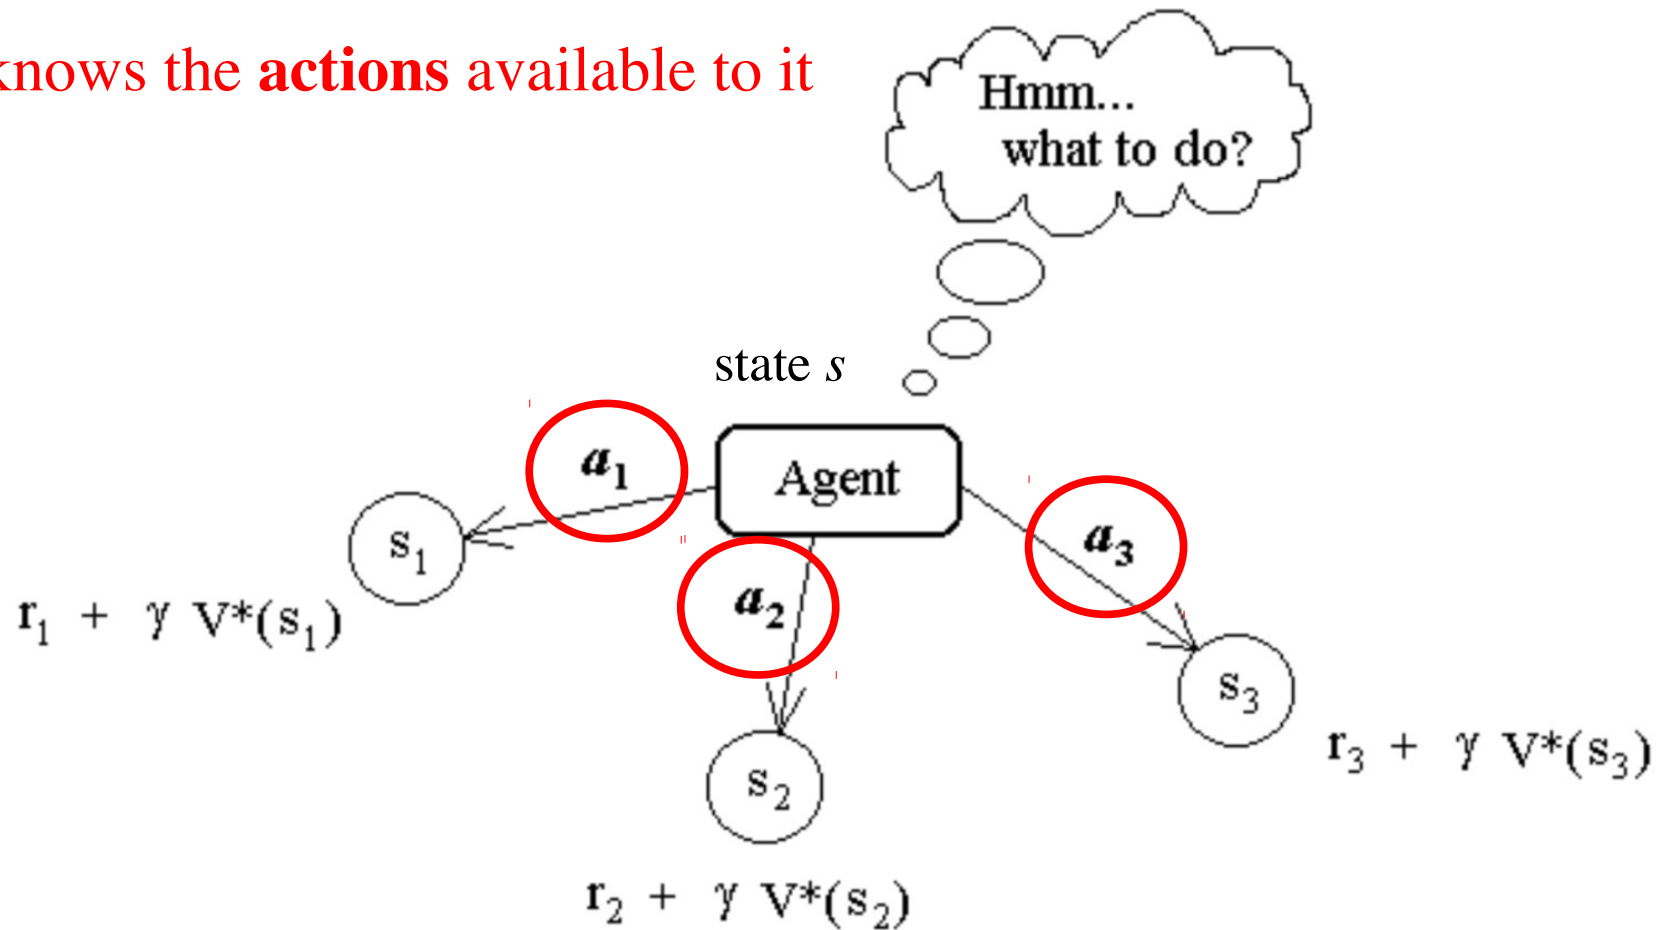 knows the actions available to it
Hmm...
what to do?
state s
a₁
Agent
a₂
a₃
s₁
r₁ + γ V*(s₁)
s₃
r₃ + γ V*(s₃)
s₂
r₂ + γ V*(s₂)